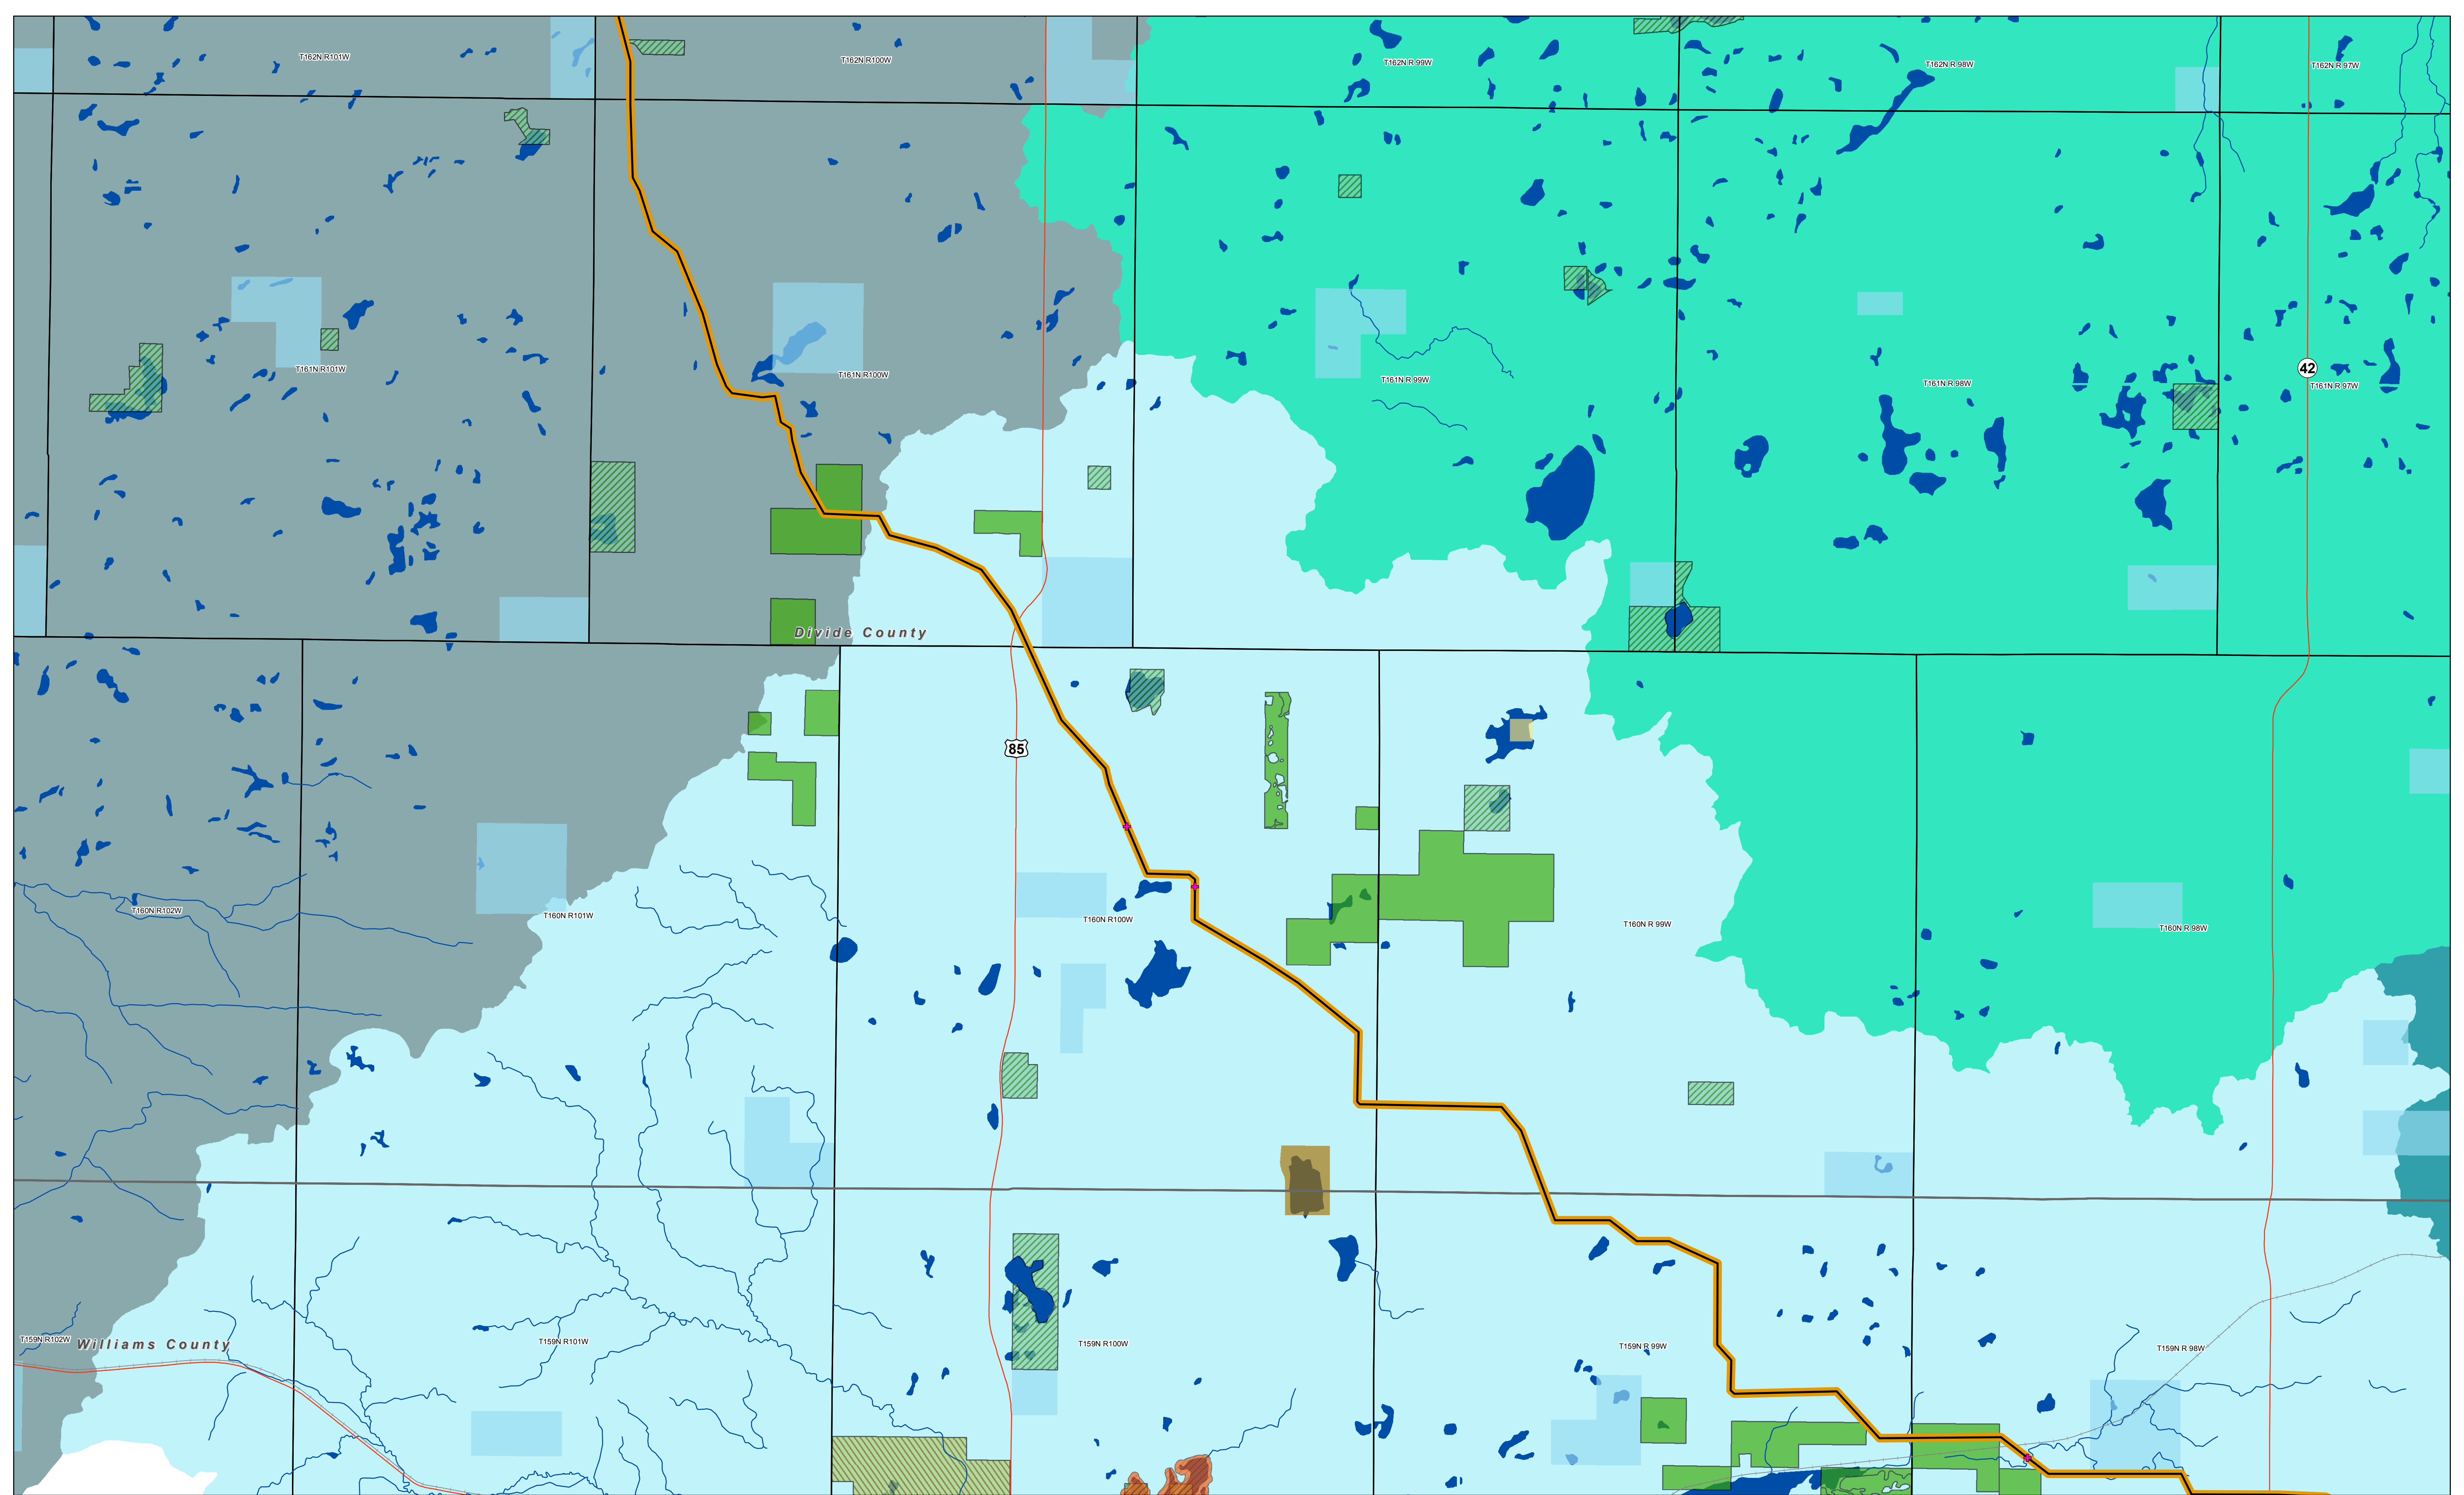 T162N R101W
T162N R100W
T162N R 99W
T162N R 98W
T162N R 97W
T161N R101W
T161N R100W
T161N R 99W
T161N R 98W
42
T161N R 97W
Divide County
85
T160N R102W
T160N R101W
T160N R100W
T160N R 99W
T160N R 98W
T159N R102W
Williams County
T159N R101W
T159N R100W
T159N R 99W
T159N R 98W